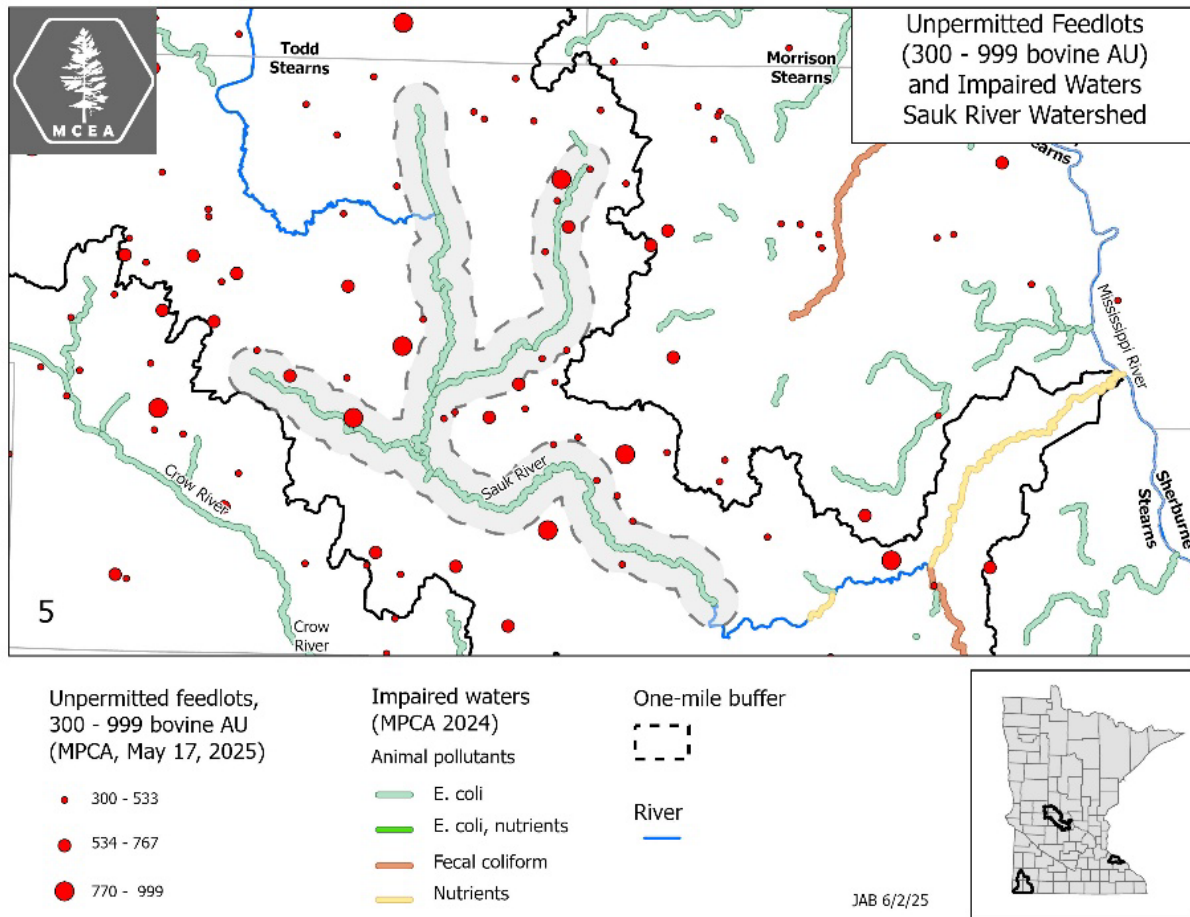 MCEA
Todd
Stearns
Morrison
Stearns
Unpermitted Feedlots
(300 - 999 bovine AU)
and Impaired Waters
Sauk River Watershed
Stearns
Mississippi River
Sauk River
Crow River
Sherburne
Stearns
Crow
River
5
Unpermitted feedlots,
300 - 999 bovine AU
(MPCA, May 17, 2025)
300 - 533
534 - 767
770 - 999
Impaired waters
(MPCA 2024)
Animal pollutants
E. coli
E. coli, nutrients
Fecal coliform
Nutrients
One-mile buffer
River
JAB 6/2/25